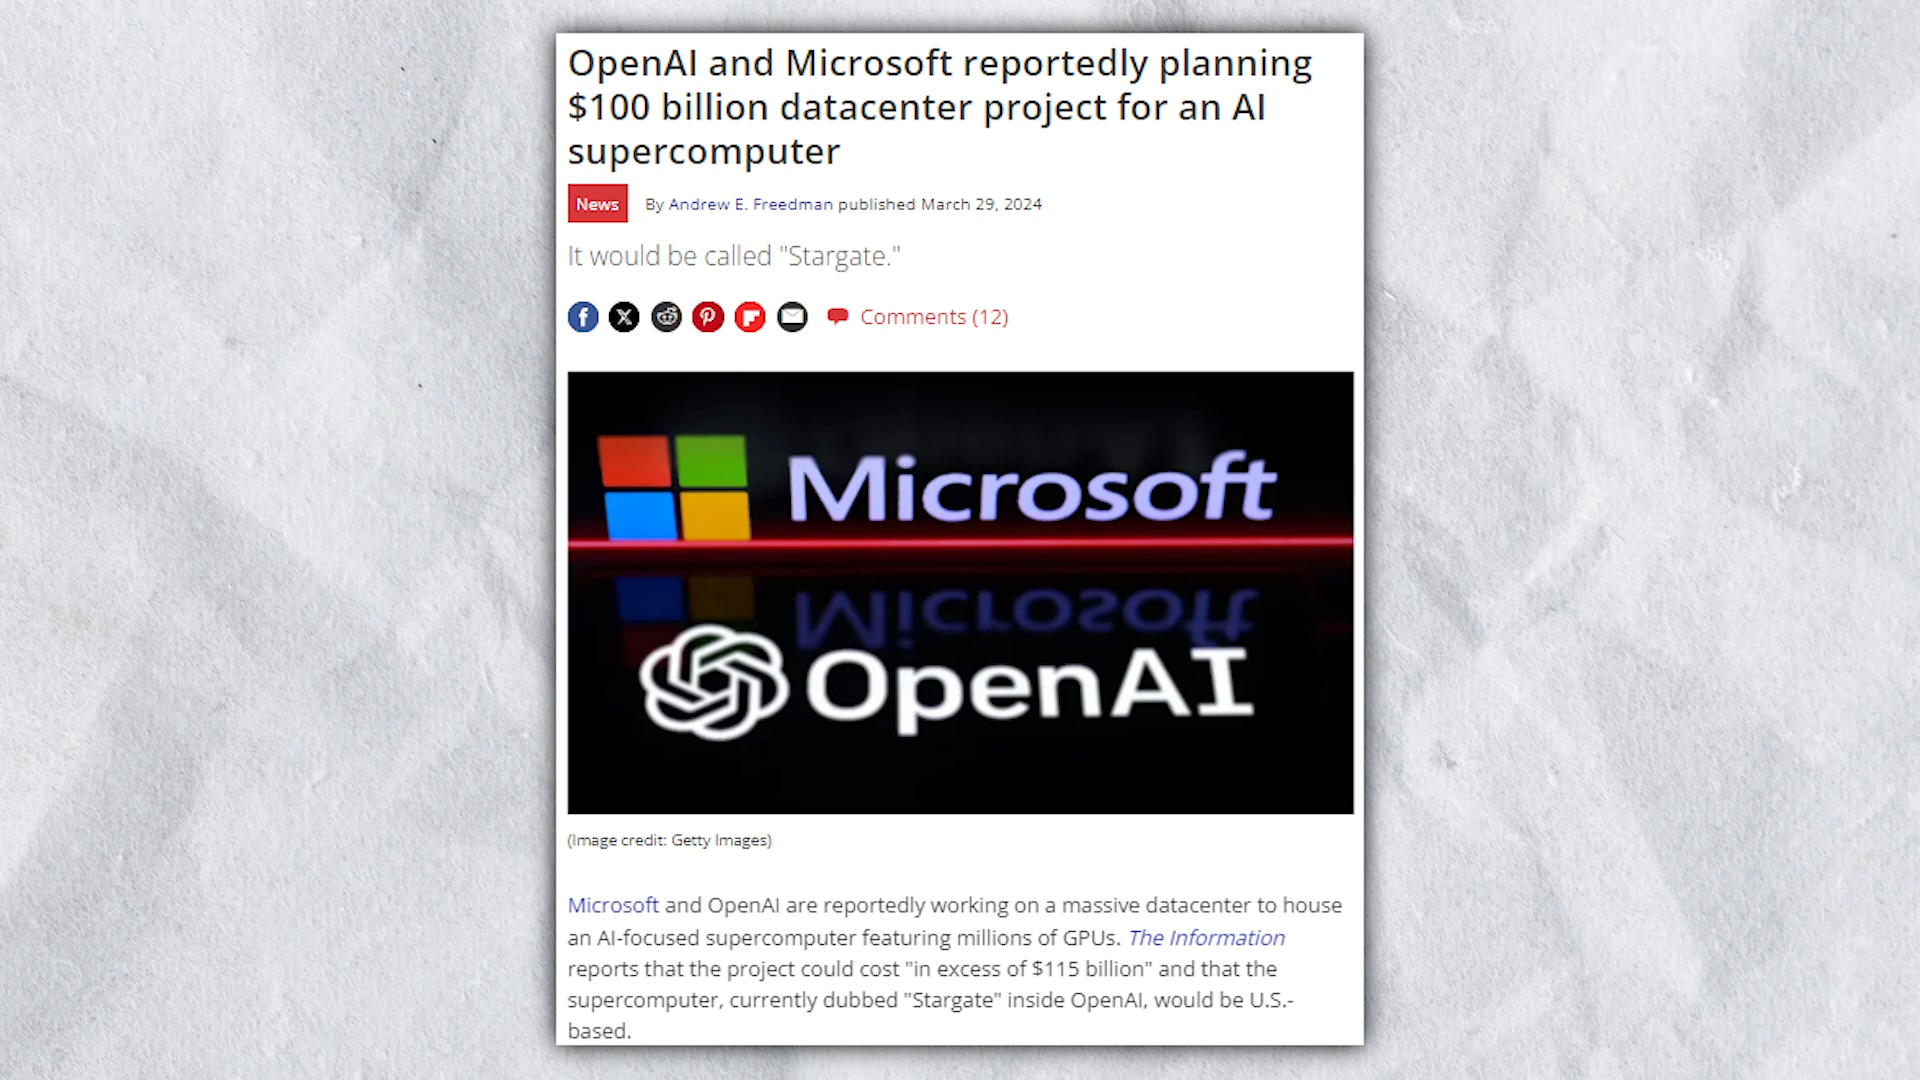 OpenAI and Microsoft reportedly planning
$100 billion datacenter project for an AI
supercomputer
News By Andrew E. Freedman published March 29, 2024
It would be called "Stargate."
Comments (12)
Microsoft
Microsoft
OpenAI
(Image credit: Getty Images)
Microsoft and OpenAI are reportedly working on a massive datacenter to house
an AI-focused supercomputer featuring millions of GPUs. The Information
reports that the project could cost "in excess of $115 billion" and that the
supercomputer, currently dubbed "Stargate" inside OpenAI, would be U.S.-
based.